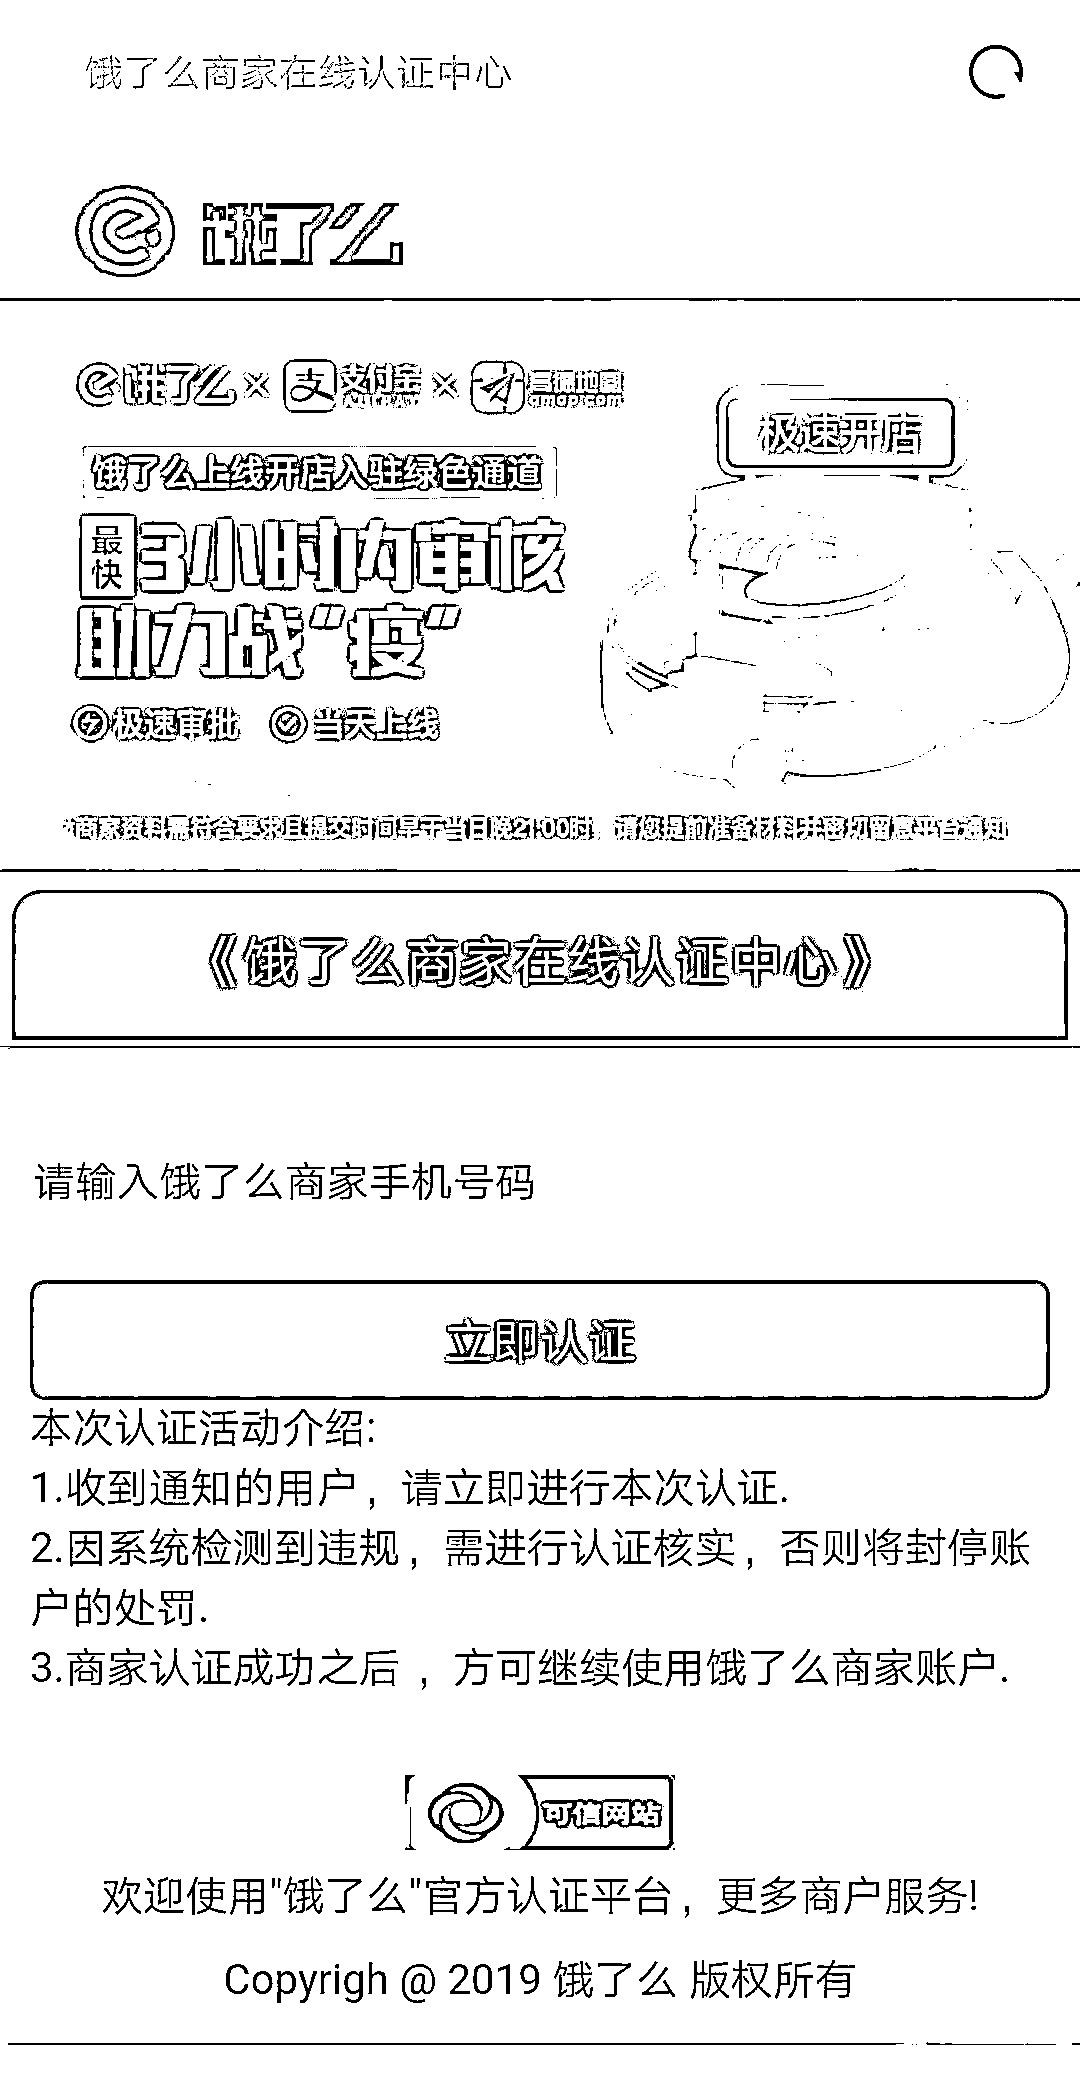 饿了么商家在线认证中心
饿了么
饿了么×支付宝×高德地图
极速开店
饿了么上线开店入驻绿色通道
最快3小时内审核
助力战"疫"
极速审批 当天上线
商家资料需符合要求且提交时间早于当日晚21:00时，请您提前准备材料并密切留意平台通知
《饿了么商家在线认证中心》
请输入饿了么商家手机号码
立即认证
本次认证活动介绍:
1.收到通知的用户，请立即进行本次认证.
2.因系统检测到违规，需进行认证核实，否则将封停账
户的处罚.
3.商家认证成功之后 ，方可继续使用饿了么商家账户.
可信网站
欢迎使用"饿了么"官方认证平台，更多商户服务!
Copyrigh @ 2019 饿了么 版权所有